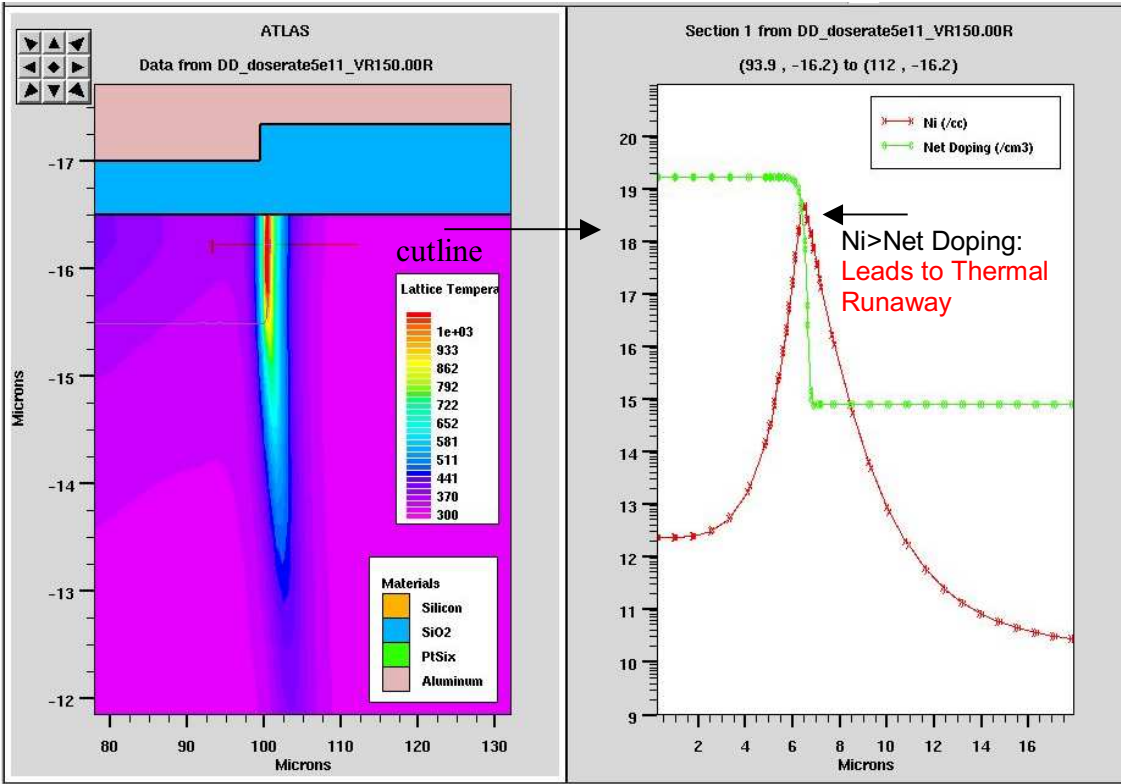 ATLAS
Data from DD_doserate5e11_VR150.00R
-17
-16
-15
-14
-13
-12
Microns
80
90
100
110
120
130
Microns
cutline
Lattice Tempera
1e+03
933
862
792
722
652
581
511
441
370
300
Materials
Silicon
SiO2
PtSix
Aluminum
Section 1 from DD_doserate5e11_VR150.00R
(93.9 , -16.2) to (112 , -16.2)
Ni (/cc)
Net Doping (/cm3)
Ni>Net Doping:
Leads to Thermal
Runaway
20
19
18
17
16
15
14
13
12
11
10
9
2
4
6
8
10
12
14
16
Microns